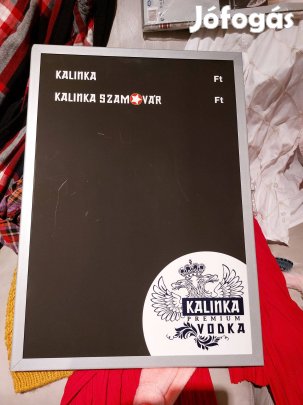 Jófogás
KALINKA Ft
KALINKA SZAMOVÁR Ft
KALINKA
PREMIUM
VODKA